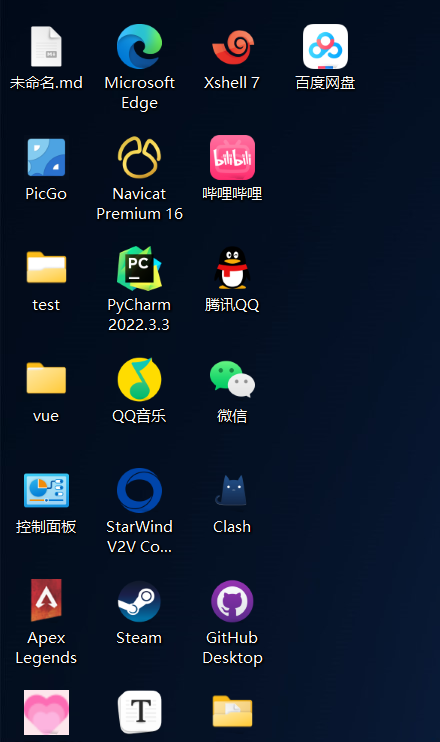 未命名.md
Microsoft
Edge
Xshell 7
百度网盘
PicGo
Navicat
Premium 16
bilibili
哔哩哔哩
test
PC
PyCharm
2022.3.3
腾讯QQ
vue
QQ音乐
微信
控制面板
StarWind
V2V Co...
Clash
Apex
Legends
Steam
GitHub
Desktop
T